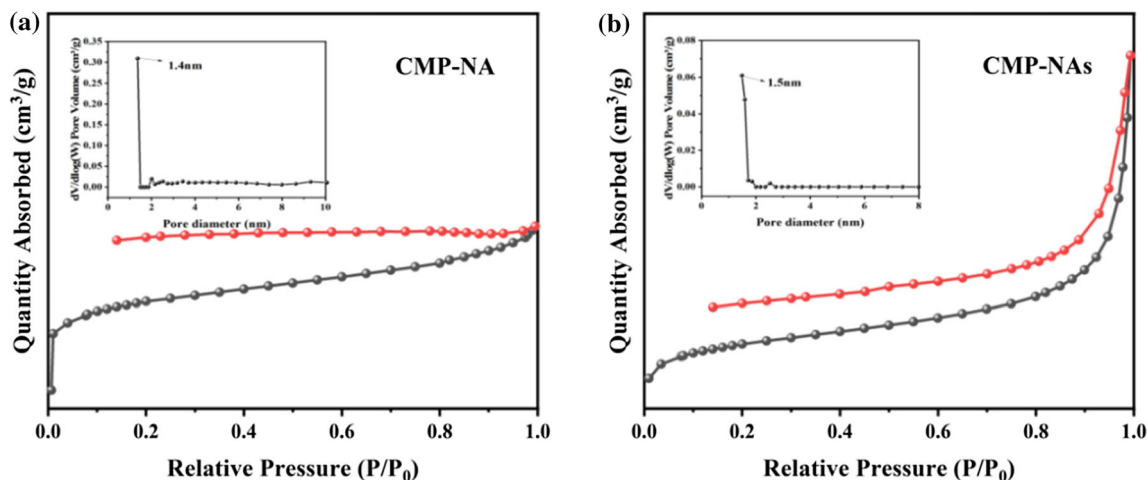 (a)
CMP-NA
Quantity Absorbed (cm³/g)
0.0 0.2 0.4 0.6 0.8 1.0
Relative Pressure (P/P₀)
dV/dlog(W) Pore Volume (cm³/g)
0.35
0.30
0.25
0.20
0.15
0.10
0.05
0.00
1.4nm
0 2 4 6 8 10
Pore diameter (nm)
(b)
CMP-NAs
Quantity Absorbed (cm³/g)
0.0 0.2 0.4 0.6 0.8 1.0
Relative Pressure (P/P₀)
dV/dlog(W) Pore Volume (cm³/g)
0.08
0.06
0.04
0.02
0.00
1.5nm
0 2 4 6 8
Pore diameter (nm)